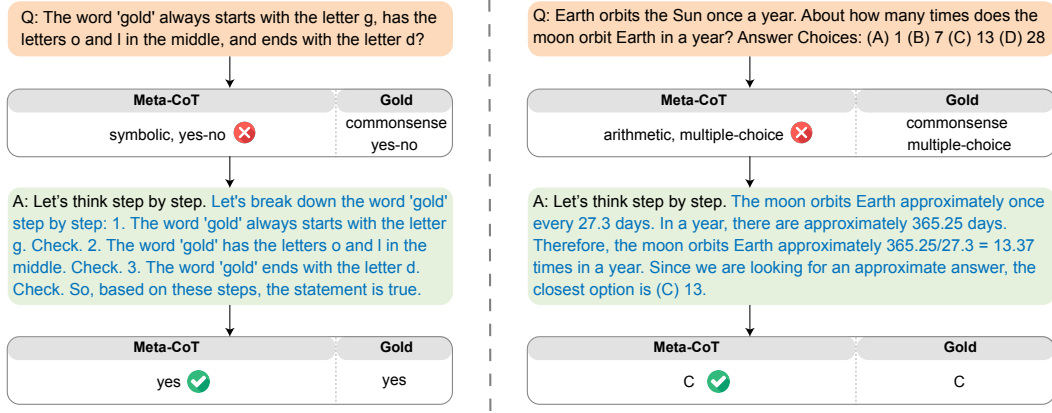 Q: The word 'gold' always starts with the letter g, has the
letters o and l in the middle, and ends with the letter d?
Meta-CoT Gold
symbolic, yes-no commonsense
yes-no
A: Let's think step by step. Let's break down the word 'gold'
step by step: 1. The word 'gold' always starts with the letter
g. Check. 2. The word 'gold' has the letters o and l in the
middle. Check. 3. The word 'gold' ends with the letter d.
Check. So, based on these steps, the statement is true.
Meta-CoT Gold
yes yes
Q: Earth orbits the Sun once a year. About how many times does the
moon orbit Earth in a year? Answer Choices: (A) 1 (B) 7 (C) 13 (D) 28
Meta-CoT Gold
arithmetic, multiple-choice commonsense
multiple-choice
A: Let's think step by step. The moon orbits Earth approximately once
every 27.3 days. In a year, there are approximately 365.25 days.
Therefore, the moon orbits Earth approximately 365.25/27.3 = 13.37
times in a year. Since we are looking for an approximate answer, the
closest option is (C) 13.
Meta-CoT Gold
C C